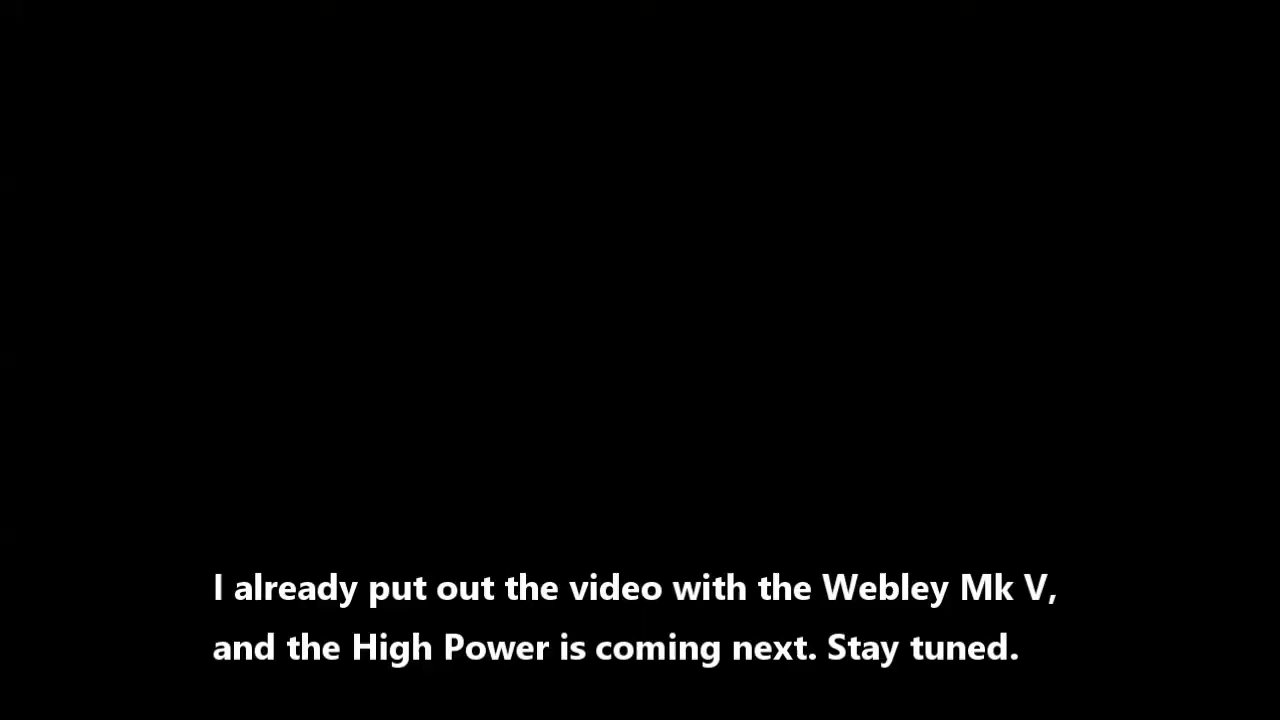 I already put out the video with the Webley Mk V,
and the High Power is coming next. Stay tuned.